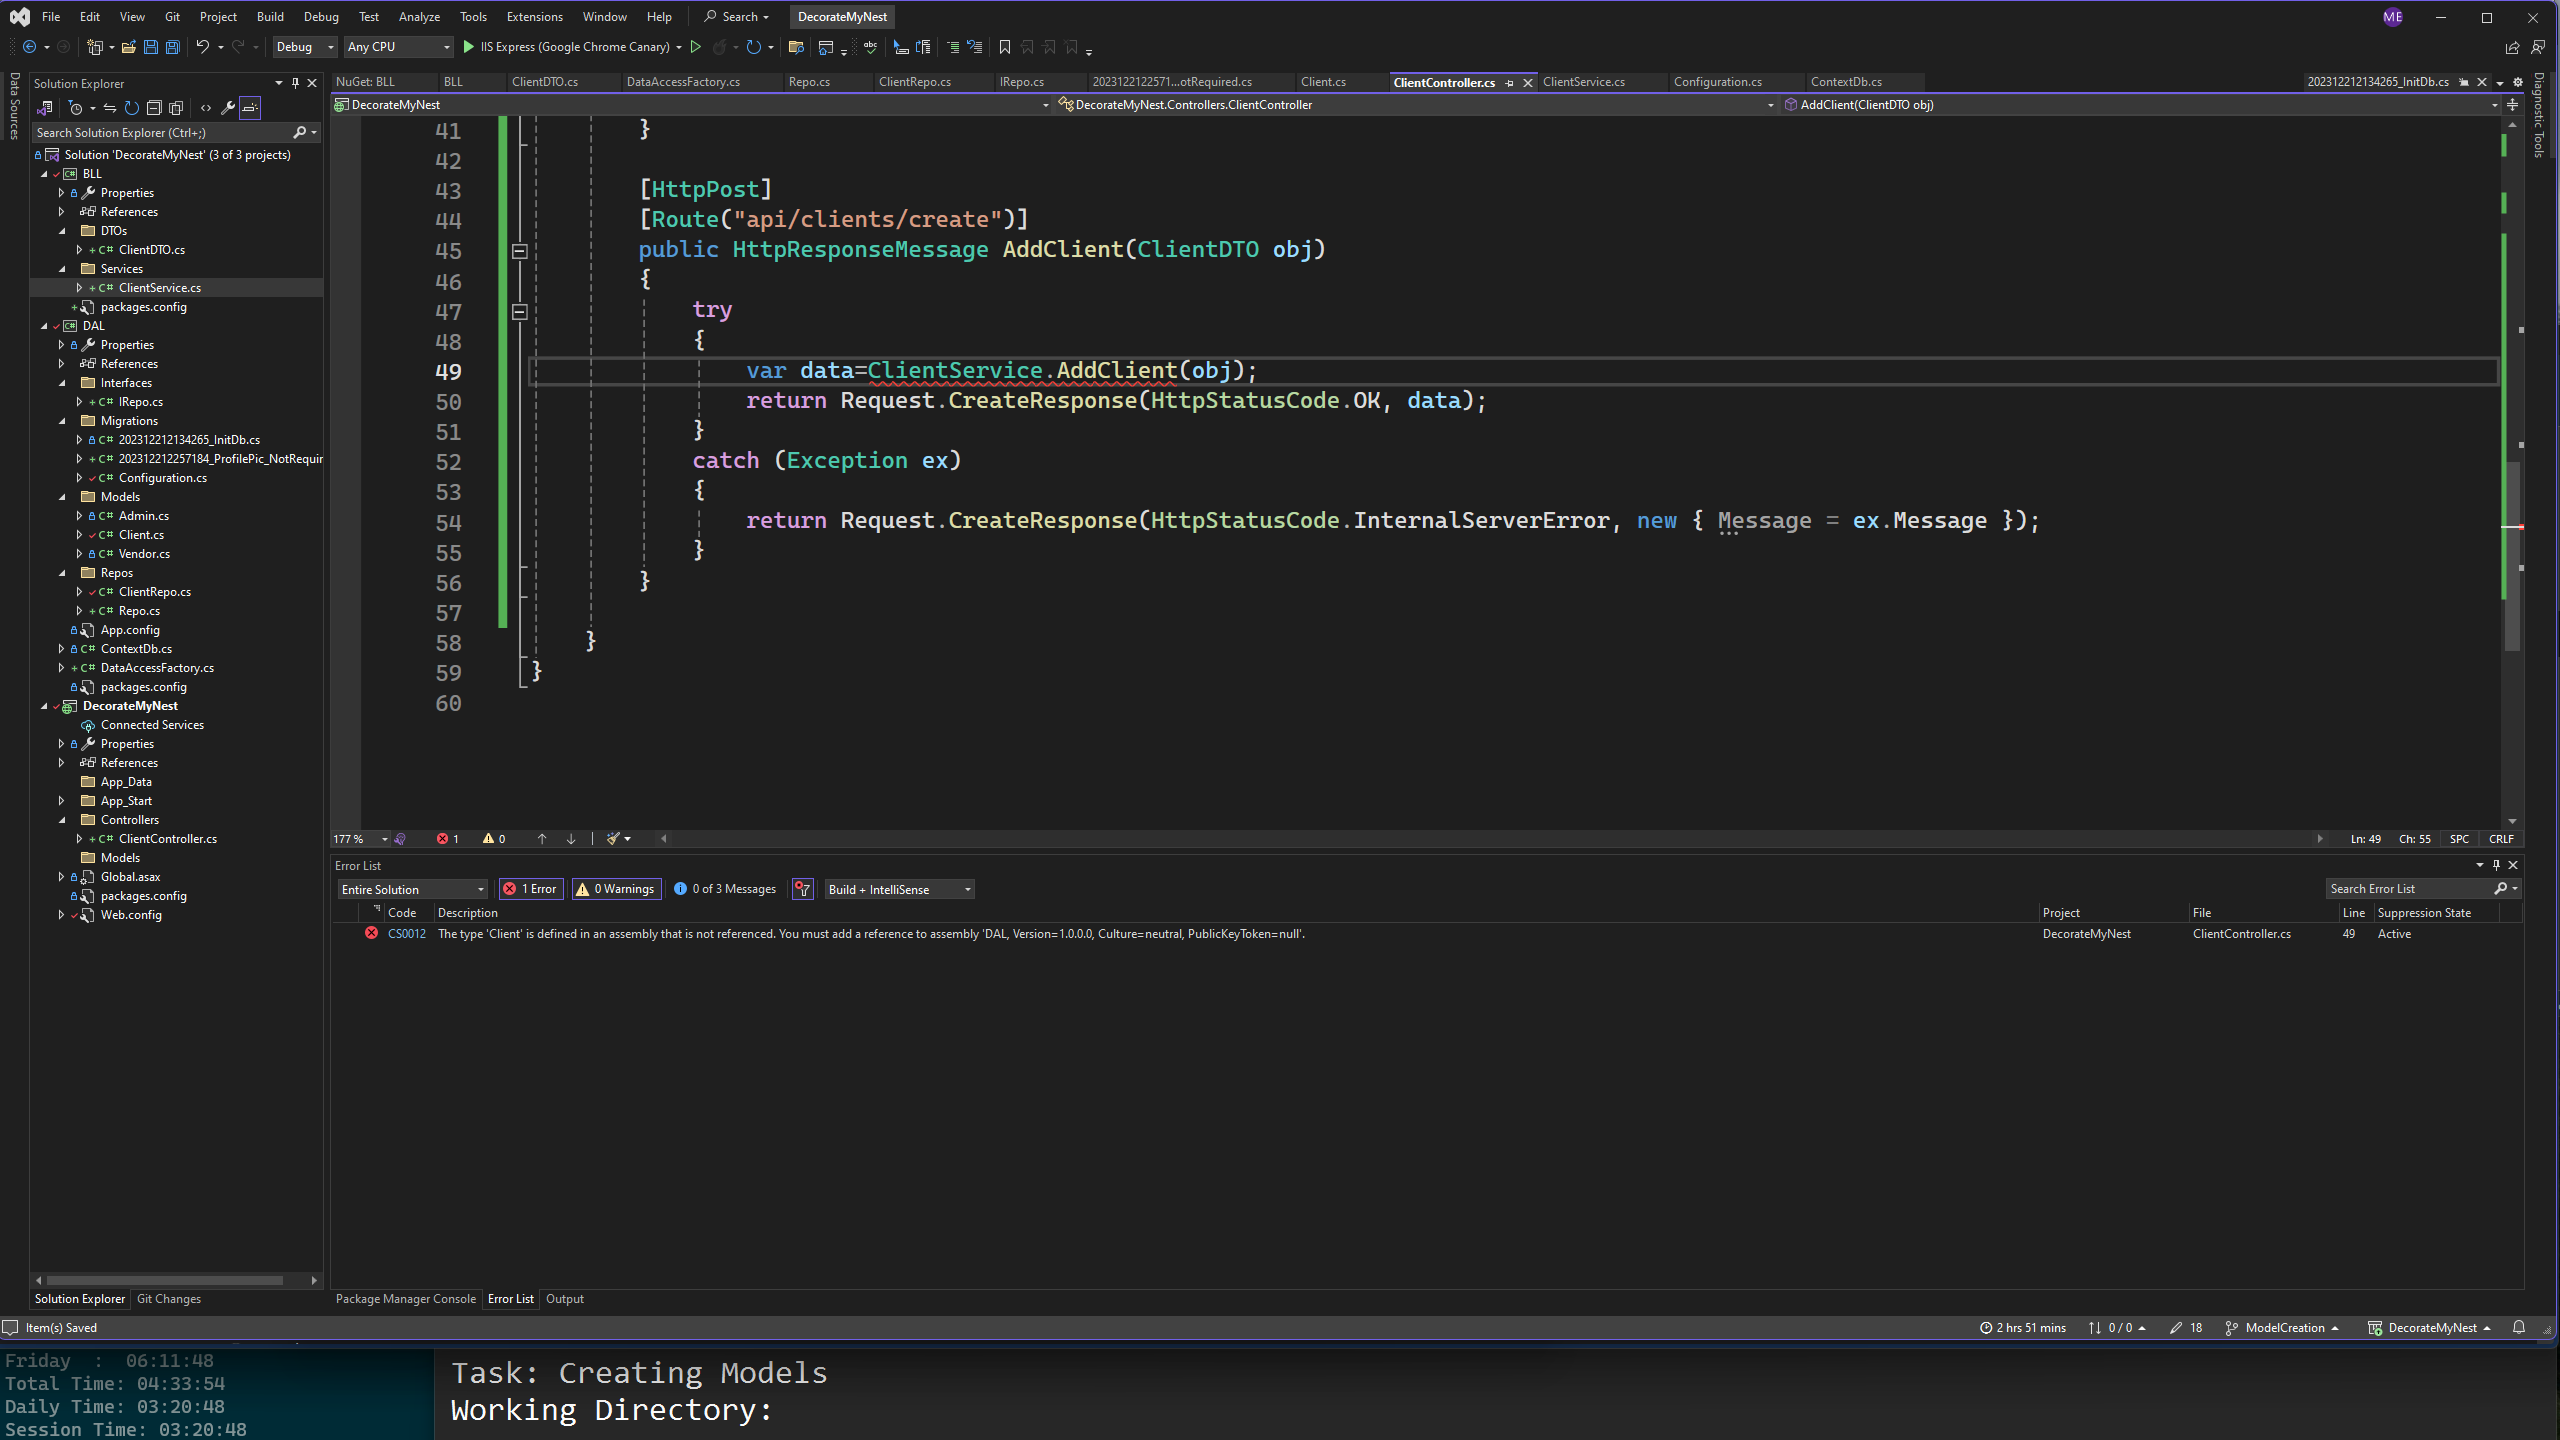 File Edit View Git Project Build Debug Test Analyze Tools Extensions Window Help Search DecorateMyNest ME
Debug Any CPU IIS Express (Google Chrome Canary)
Data Sources
Solution Explorer
Search Solution Explorer (Ctrl+;)
Solution 'DecorateMyNest' (3 of 3 projects)
BLL
Properties
References
DTOs
ClientDTO.cs
Services
ClientService.cs
packages.config
DAL
Properties
References
Interfaces
IRepo.cs
Migrations
202312212134265_InitDb.cs
202312212257184_ProfilePic_NotRequir
Configuration.cs
Models
Admin.cs
Client.cs
Vendor.cs
Repos
ClientRepo.cs
Repo.cs
App.config
ContextDb.cs
DataAccessFactory.cs
packages.config
DecorateMyNest
Connected Services
Properties
References
App_Data
App_Start
Controllers
ClientController.cs
Models
Global.asax
packages.config
Web.config
Solution Explorer Git Changes
NuGet: BLL BLL ClientDTO.cs DataAccessFactory.cs Repo.cs ClientRepo.cs IRepo.cs 2023122122571...otRequired.cs Client.cs ClientController.cs ClientService.cs Configuration.cs ContextDb.cs 202312212134265_InitDb.cs
DecorateMyNest DecorateMyNest.Controllers.ClientController AddClient(ClientDTO obj)
Diagnostic Tools
41 }
42
43 [HttpPost]
44 [Route("api/clients/create")]
45 public HttpResponseMessage AddClient(ClientDTO obj)
46 {
47 try
48 {
49 var data=ClientService.AddClient(obj);
50 return Request.CreateResponse(HttpStatusCode.OK, data);
51 }
52 catch (Exception ex)
53 {
54 return Request.CreateResponse(HttpStatusCode.InternalServerError, new { Message = ex.Message });
55 }
56 }
57
58 }
59 }
60
177 % 1 0 Ln: 49 Ch: 55 SPC CRLF
Error List
Entire Solution 1 Error 0 Warnings 0 of 3 Messages Build + IntelliSense Search Error List
Code Description Project File Line Suppression State
CS0012 The type 'Client' is defined in an assembly that is not referenced. You must add a reference to assembly 'DAL, Version=1.0.0.0, Culture=neutral, PublicKeyToken=null'. DecorateMyNest ClientController.cs 49 Active
Package Manager Console Error List Output
Item(s) Saved 2 hrs 51 mins 0 / 0 18 ModelCreation DecorateMyNest
Friday : 06:11:48
Total Time: 04:33:54
Daily Time: 03:20:48
Session Time: 03:20:48
Task: Creating Models
Working Directory: